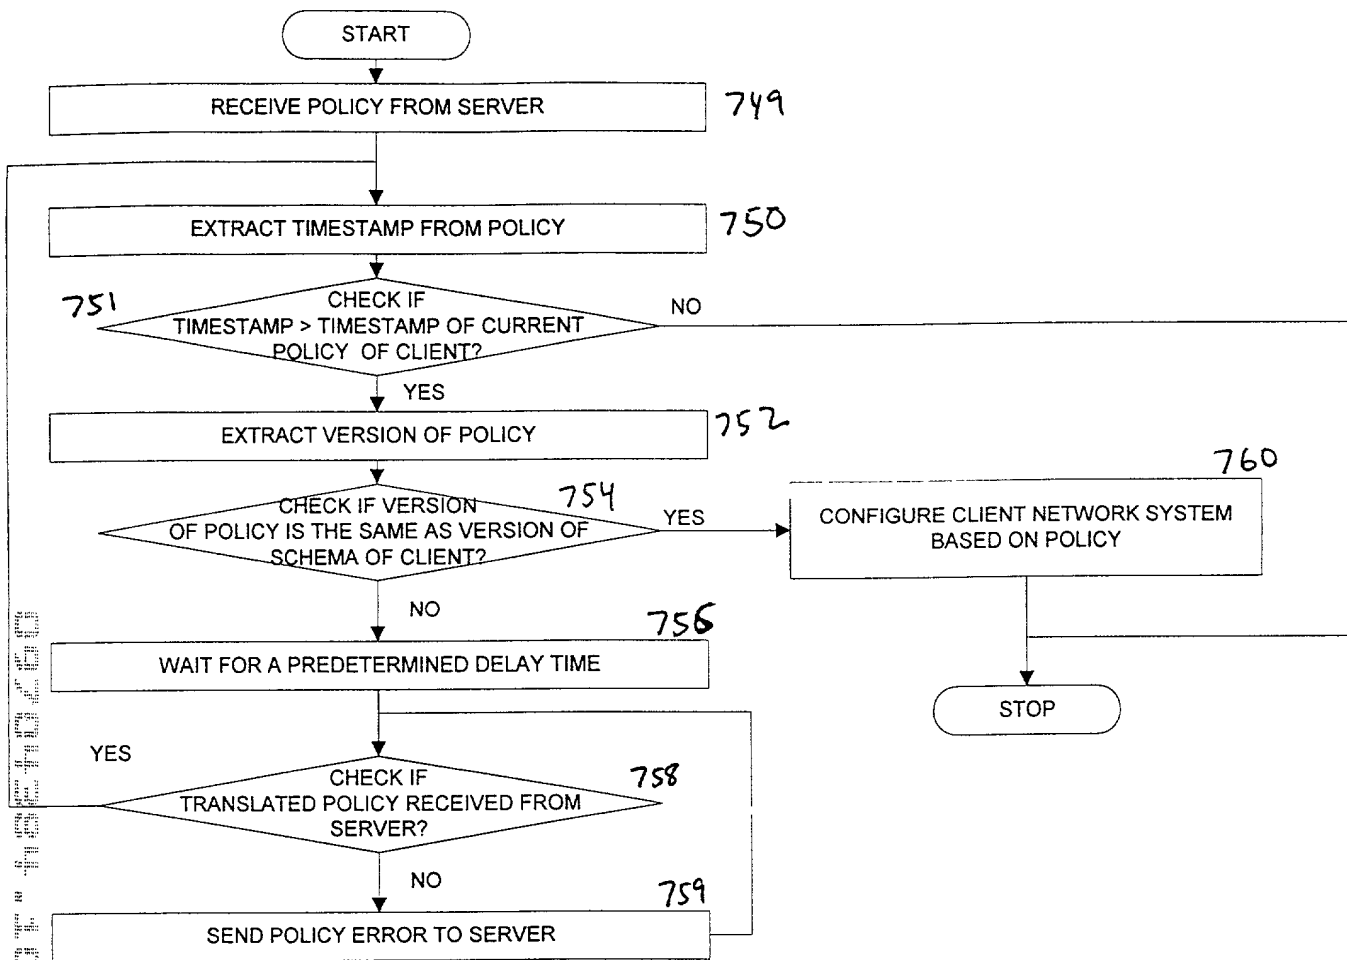 START
RECEIVE POLICY FROM SERVER
749
EXTRACT TIMESTAMP FROM POLICY
750
751
CHECK IF
TIMESTAMP > TIMESTAMP OF CURRENT
POLICY OF CLIENT?
NO
YES
EXTRACT VERSION OF POLICY
752
CHECK IF VERSION
OF POLICY IS THE SAME AS VERSION OF
SCHEMA OF CLIENT?
754
YES
760
CONFIGURE CLIENT NETWORK SYSTEM
BASED ON POLICY
NO
756
WAIT FOR A PREDETERMINED DELAY TIME
STOP
YES
CHECK IF
TRANSLATED POLICY RECEIVED FROM
SERVER?
758
NO
759
SEND POLICY ERROR TO SERVER